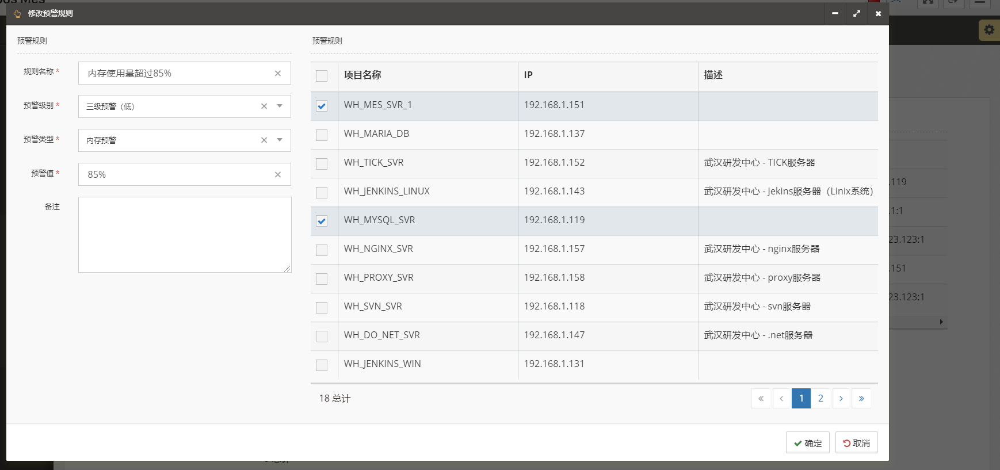 修改预警规则
预警规则
规则名称 *
内存使用量超过85%
预警级别 *
三级预警（低）
预警类型 *
内存预警
预警值 *
85%
备注
预警规则
项目名称 IP 描述
WH_MES_SVR_1 192.168.1.151
WH_MARIA_DB 192.168.1.137
WH_TICK_SVR 192.168.1.152 武汉研发中心 - TICK服务器
WH_JENKINS_LINUX 192.168.1.143 武汉研发中心 - Jekins服务器（Linix系统）
WH_MYSQL_SVR 192.168.1.119
WH_NGINX_SVR 192.168.1.157 武汉研发中心 - nginx服务器
WH_PROXY_SVR 192.168.1.158 武汉研发中心 - proxy服务器
WH_SVN_SVR 192.168.1.118 武汉研发中心 - svn服务器
WH_DO_NET_SVR 192.168.1.147 武汉研发中心 - .net服务器
WH_JENKINS_WIN 192.168.1.131
18 总计
« ‹ 1 2 › »
确定 取消
.119
.1:1
23.123:1
.151
23.123:1